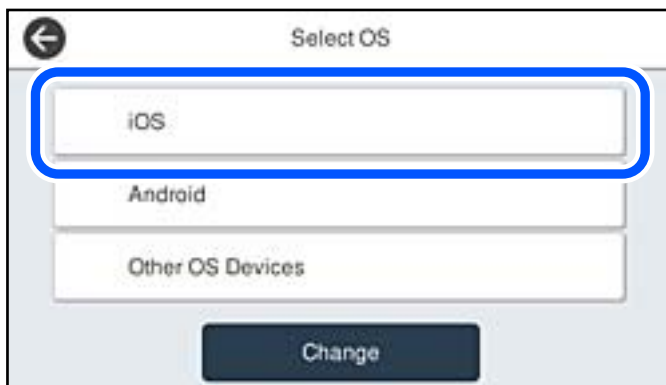 Select OS
iOS
Android
Other OS Devices
Change